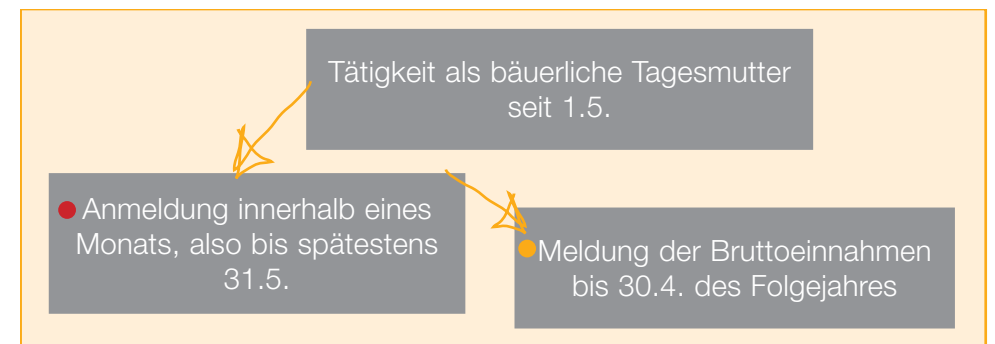 Tätigkeit als bäuerliche Tagesmutter
seit 1.5.
Anmeldung innerhalb eines
Monats, also bis spätestens
31.5.
Meldung der Bruttoeinnahmen
bis 30.4. des Folgejahres